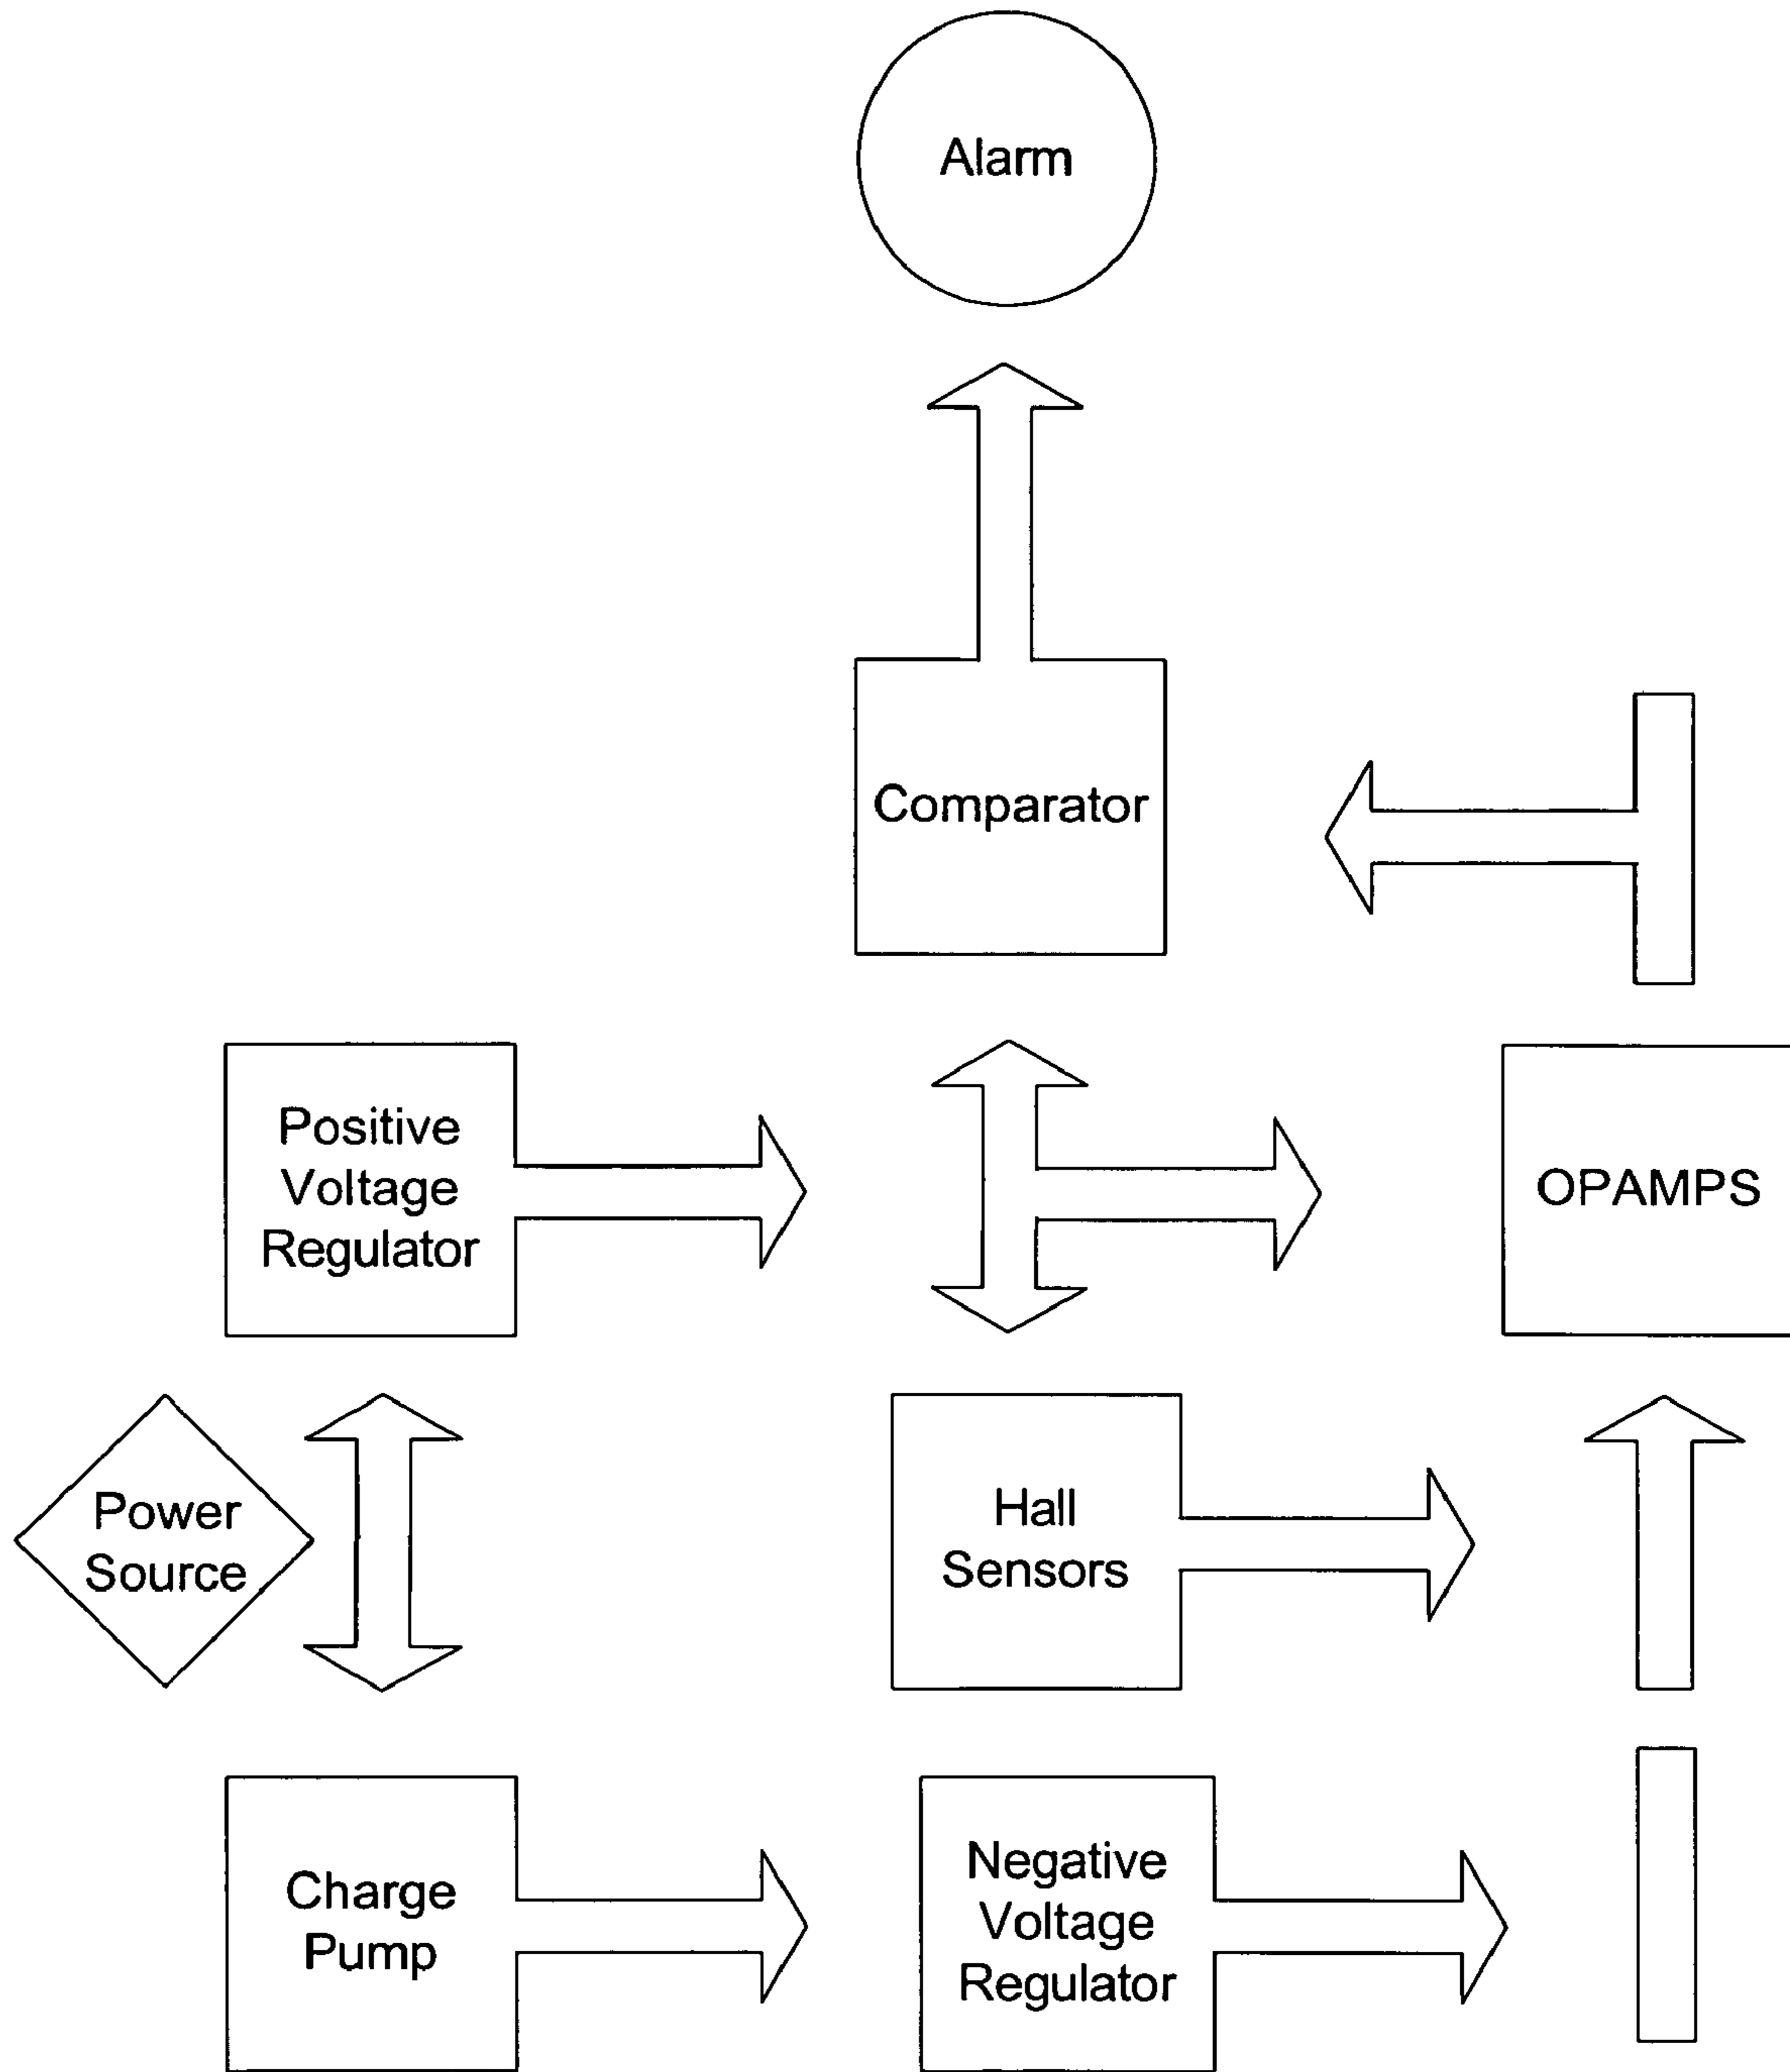 Alarm
Comparator
Positive
Voltage
Regulator
OPAMPS
Power
Source
Hall
Sensors
Charge
Pump
Negative
Voltage
Regulator